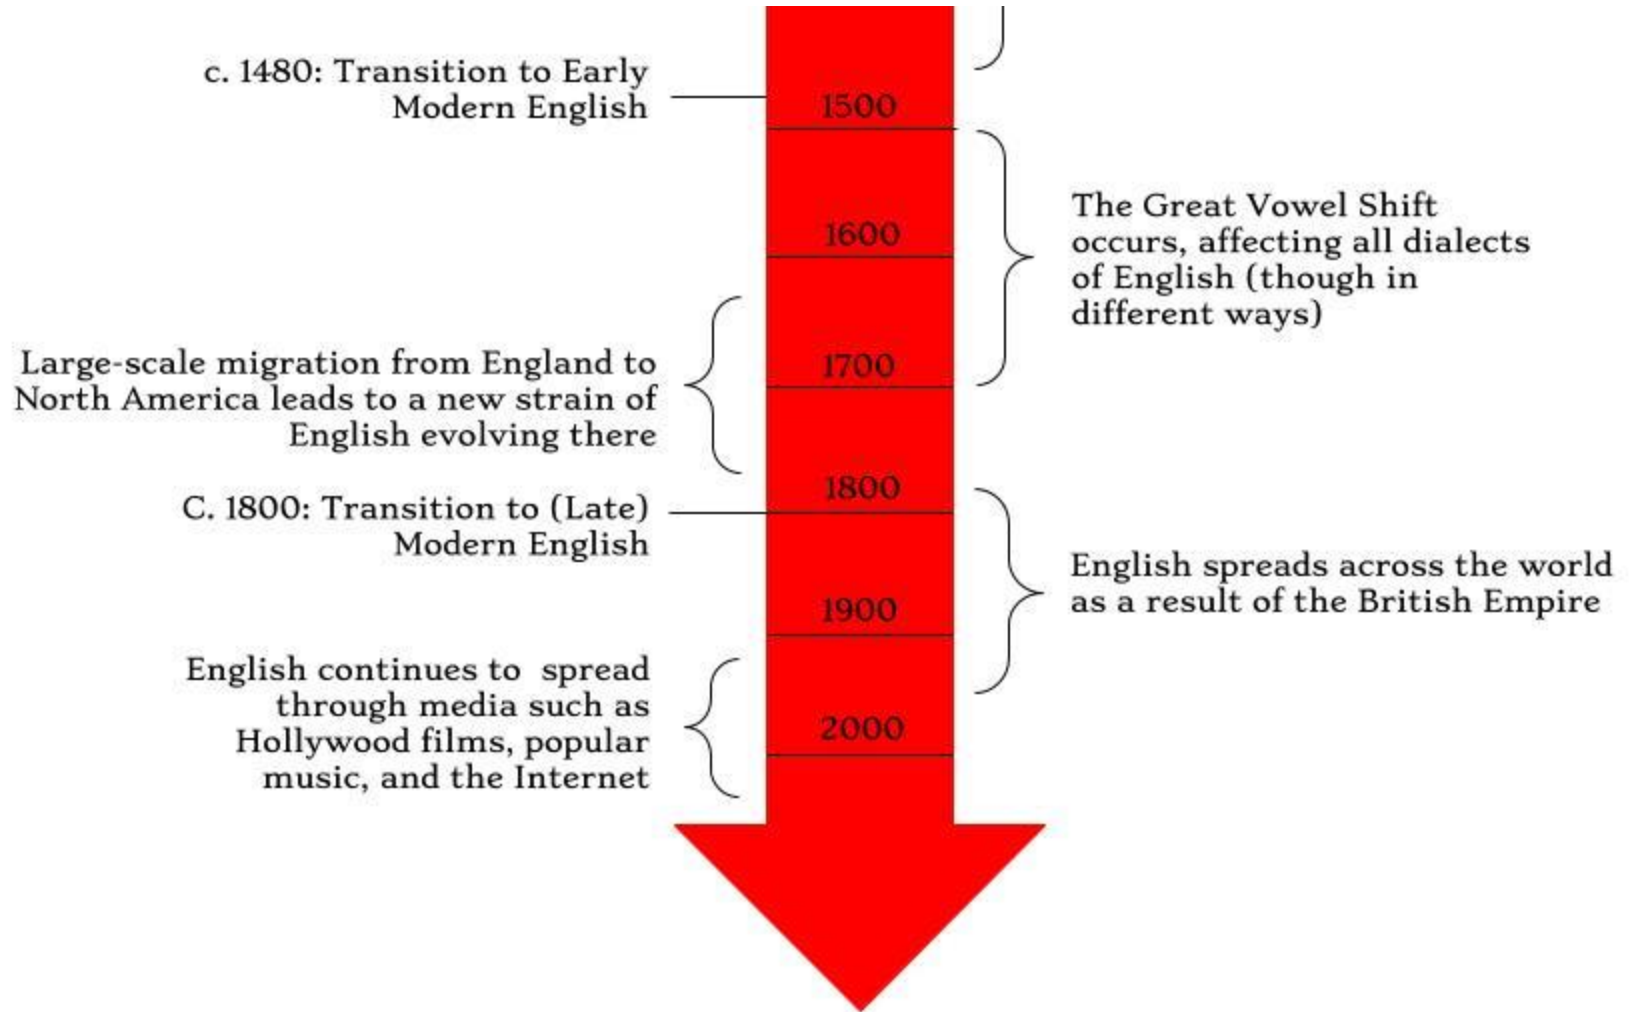 c. 1480: Transition to Early
Modern English
1500
The Great Vowel Shift
occurs, affecting all dialects
of English (though in
different ways)
1600
Large-scale migration from England to
North America leads to a new strain of
English evolving there
1700
1800
C. 1800: Transition to (Late)
Modern English
English spreads across the world
as a result of the British Empire
1900
English continues to  spread
through media such as
Hollywood films, popular
music, and the Internet
2000